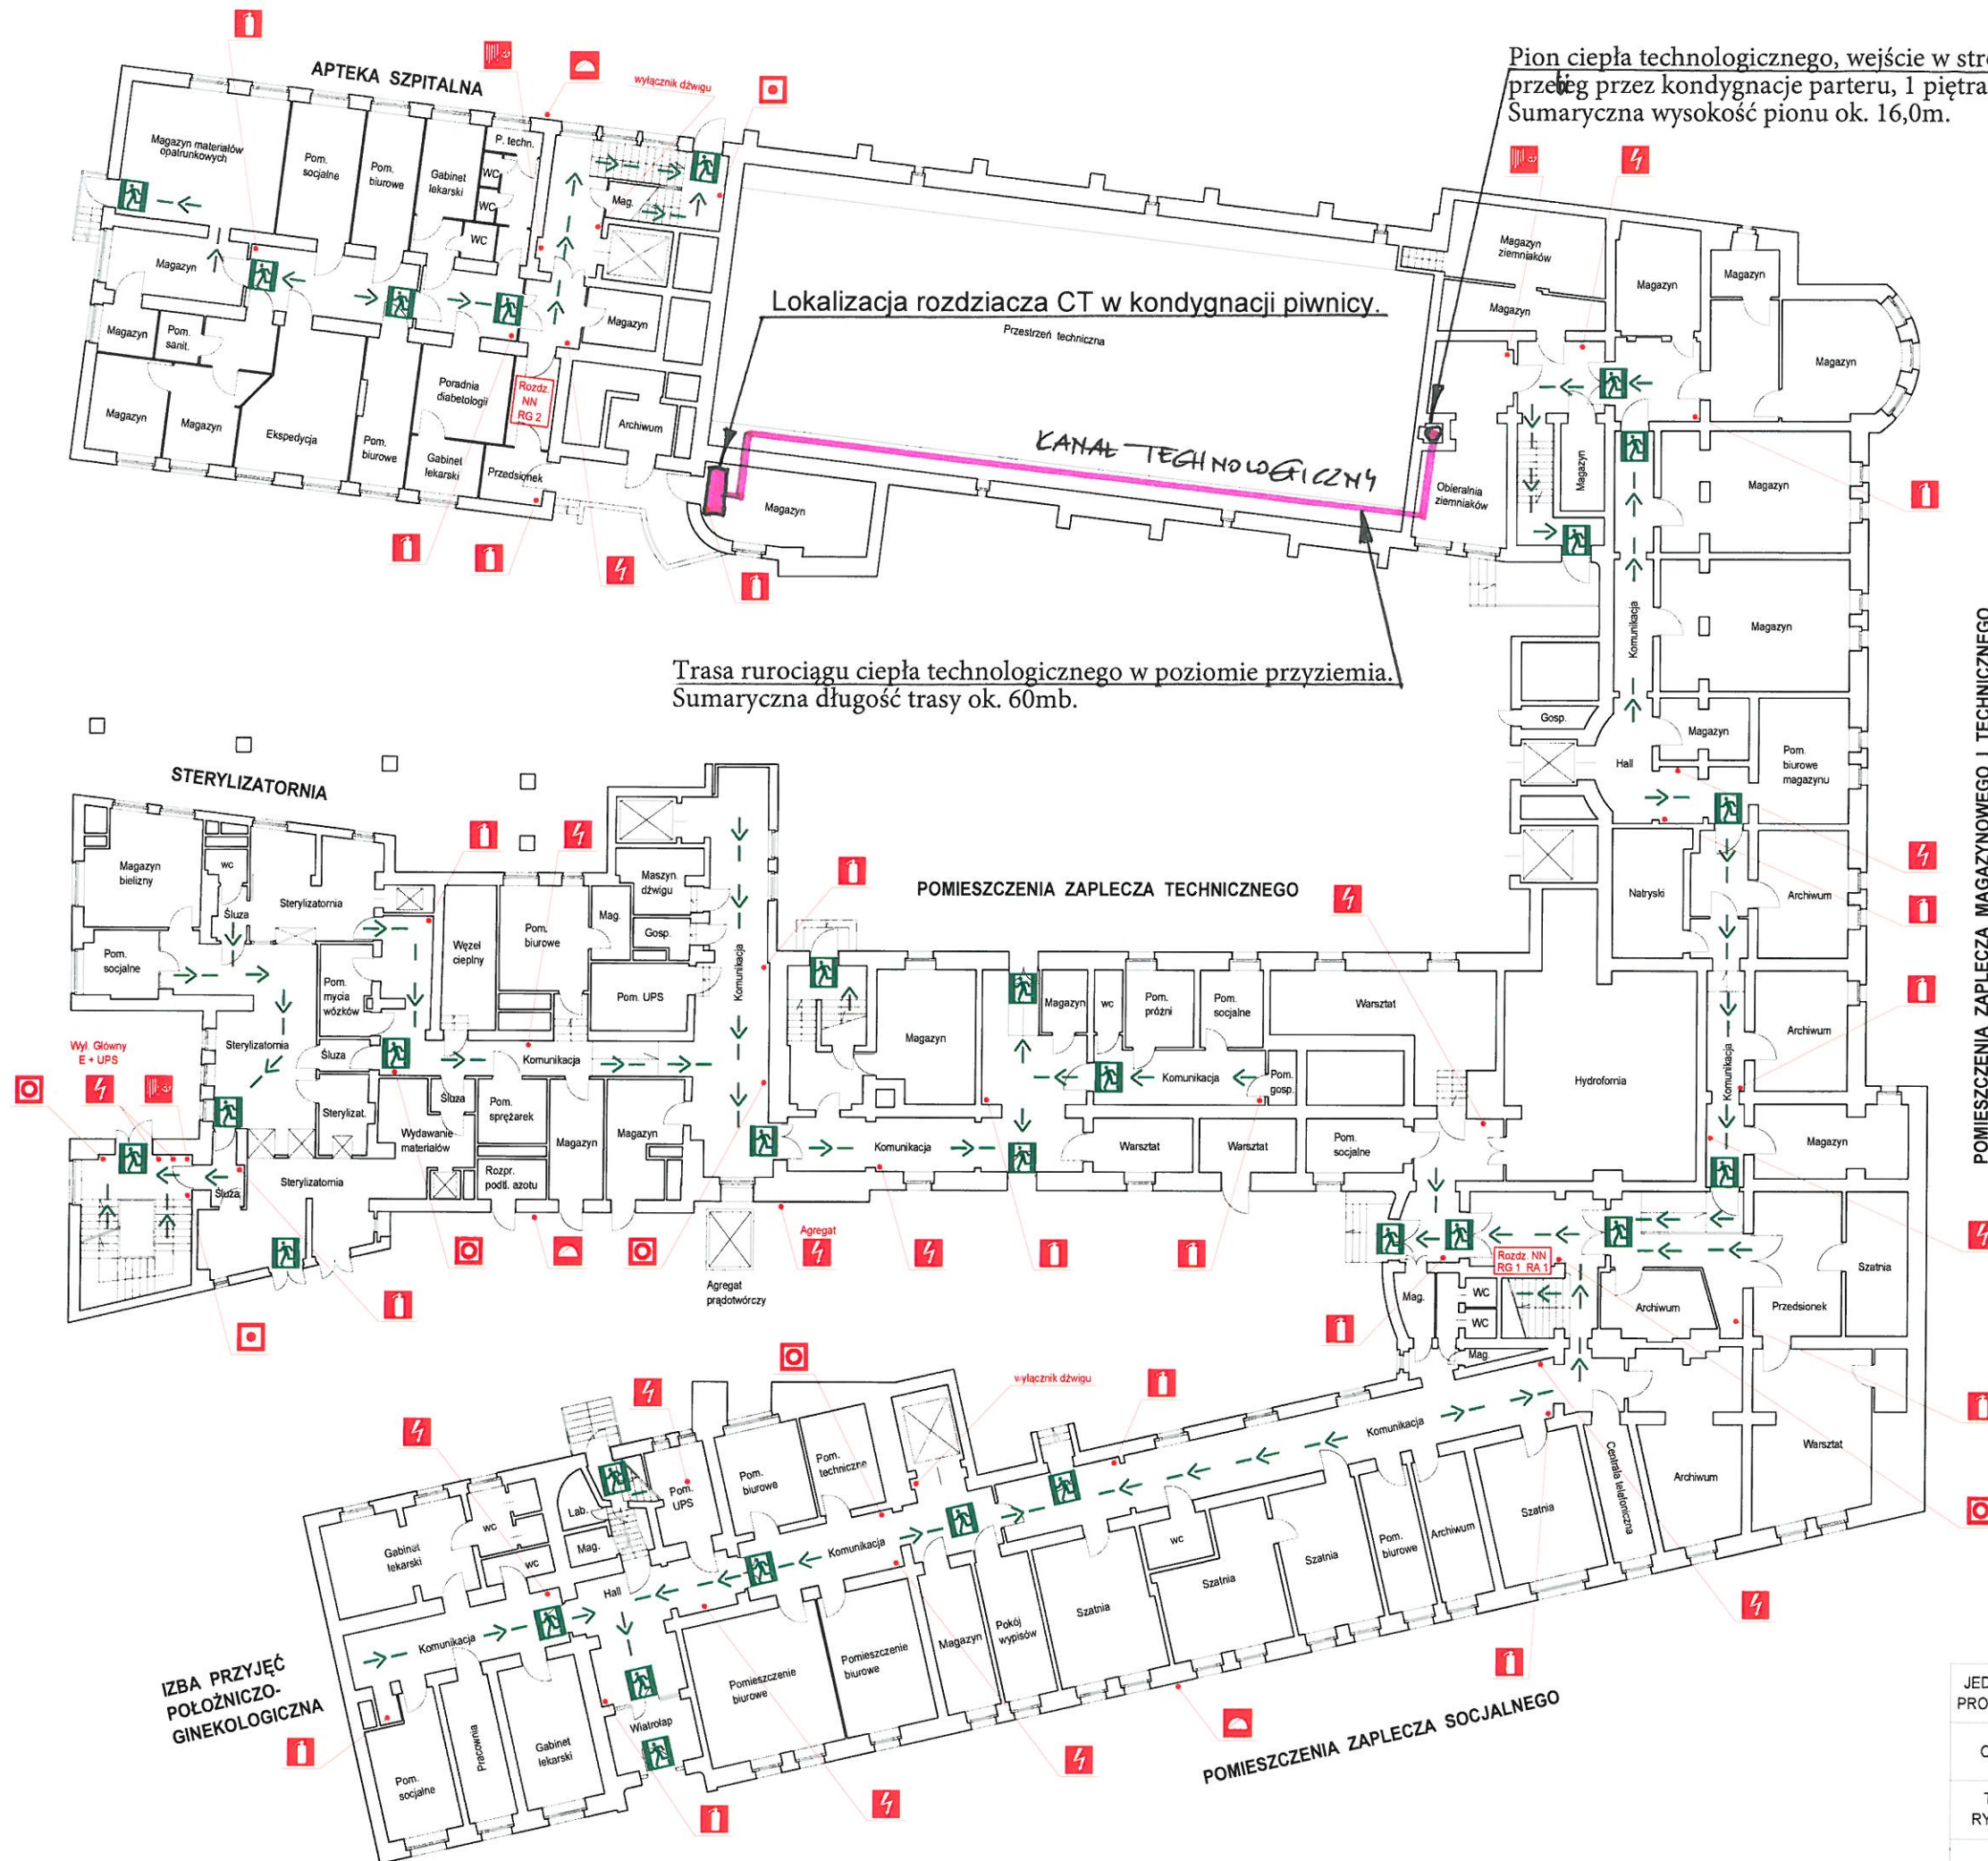 APTEKA SZPITALNA
wyłącznik dźwigu
Pion ciepła technologicznego, wejście w stro
przebieg przez kondygnacje parteru, 1 piętra
Sumaryczna wysokość pionu ok. 16,0m.
Magazyn materiałów
opatrunkowych
Pom.
socjalne
Pom.
biurowe
Gabinet
lekarski
P. techn.
WC
WC
WC
Mag.
Magazyn
Magazyn
Pom.
sanit.
Magazyn
Magazyn
Magazyn
Ekspedycja
Pom.
biurowe
Poradnia
diabetologii
Gabinet
lekarski
Rozdz.
NN
RG 2
Przedsionek
Archiwum
Magazyn
Lokalizacja rozdziacza CT w kondygnacji piwnicy.
Przestrzeń techniczna
KANAŁ TECHNOLOGICZNY
Magazyn
ziemniaków
Magazyn
Magazyn
Magazyn
Magazyn
Obieralnia
ziemniaków
Magazyn
Magazyn
Magazyn
Komunikacja
Trasa rurociągu ciepła technologicznego w poziomie przyziemia.
Sumaryczna długość trasy ok. 60mb.
Gosp.
Hall
Magazyn
Pom.
biurowe
magazynu
Natryski
Archiwum
Archiwum
Komunikacja
Magazyn
POMIESZCZENIA ZAPLECZA MAGAZYNOWEGO I TECHNICZNEGO
STERYLIZATORNIA
Magazyn
bielizny
wc
Śluza
Sterylizatornia
Pom.
socjalne
Pom.
mycia
wózków
Węzeł
cieplny
Pom.
biurowe
Mag.
Maszyn.
dźwigu
Gosp.
Pom. UPS
Komunikacja
Wył. Główny
E + UPS
Sterylizatornia
Śluza
Komunikacja
Sterylizat.
Wydawanie
materiałów
Śluza
Pom.
sprężarek
Rozpr.
podtl. azotu
Magazyn
Magazyn
Śluza
Sterylizatornia
Agregat
Agregat
prądotwórczy
POMIESZCZENIA ZAPLECZA TECHNICZNEGO
Magazyn
Magazyn
wc
Pom.
próżni
Pom.
socjalne
Warsztat
Komunikacja
Pom.
gosp.
Hydrofornia
Komunikacja
Warsztat
Warsztat
Pom.
socjalne
Rozdz. NN
RG 1 RA 1
Mag.
WC
WC
Mag.
Archiwum
Przedsionek
Szatnia
Warsztat
Archiwum
Centrala telefoniczna
Komunikacja
wyłącznik dźwigu
Gabinet
lekarski
wc
wc
Lab.
Mag.
Pom.
UPS
Pom.
biurowe
Pom.
techniczne
Hall
Komunikacja
Komunikacja
Wiatrołap
Pom.
socjalne
Pracownia
Gabinet
lekarski
Pomieszczenie
biurowe
Pomieszczenie
biurowe
Magazyn
Pokój
wypisów
Szatnia
wc
Szatnia
Szatnia
Pom.
biurowe
Archiwum
Szatnia
IZBA PRZYJĘĆ
POŁOŻNICZO-
GINEKOLOGICZNA
POMIESZCZENIA ZAPLECZA SOCJALNEGO
JED
PRO
O
T
RY